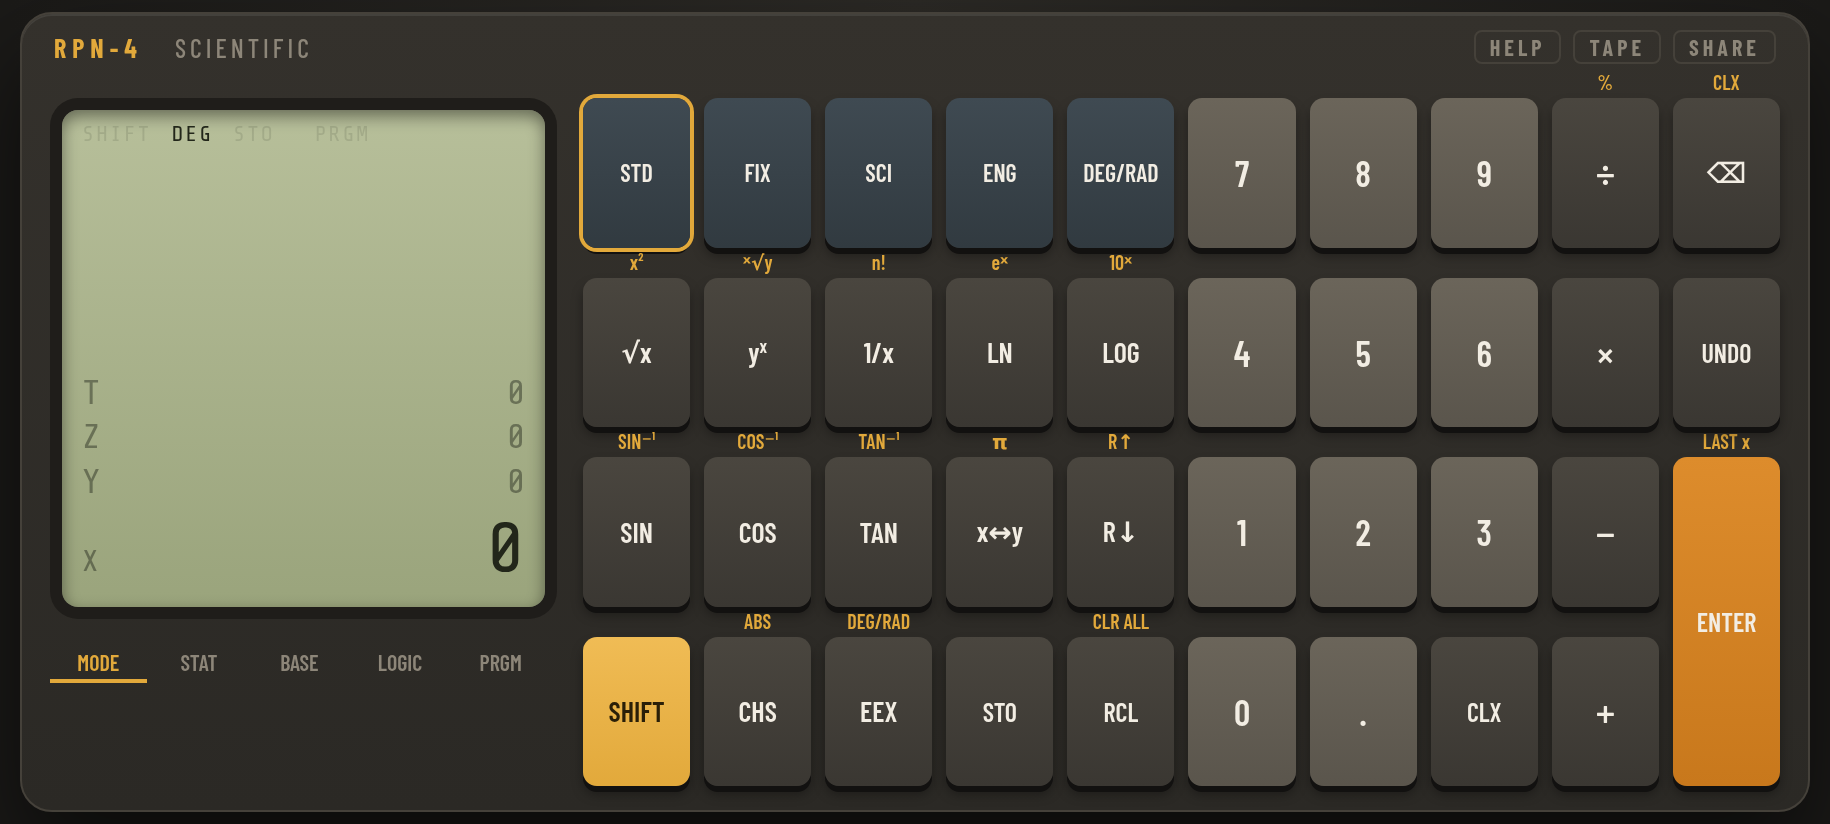 RPN-4 SCIENTIFIC HELP TAPE SHARE
% CLX
SHIFT DEG STO PRGM
STD FIX SCI ENG DEG/RAD 7 8 9 ÷ ⌫
x² ˣ√y n! eˣ 10ˣ
√x yˣ 1/x LN LOG 4 5 6 × UNDO
T 0
Z 0
Y 0
X 0
SIN⁻¹ COS⁻¹ TAN⁻¹ π R↑ LAST x
SIN COS TAN x↔y R↓ 1 2 3 − ENTER
ABS DEG/RAD CLR ALL
MODE STAT BASE LOGIC PRGM
SHIFT CHS EEX STO RCL 0 . CLX +